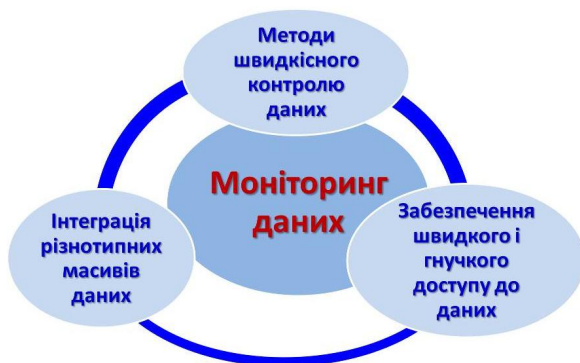 Методи
швидкісного
контролю
даних
Моніторинг
даних
Інтеграція
різнотипних
масивів
даних
Забезпечення
швидкого і
гнучкого
доступу до
даних